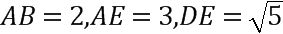 AB = 2,AE = 3,DE = √5